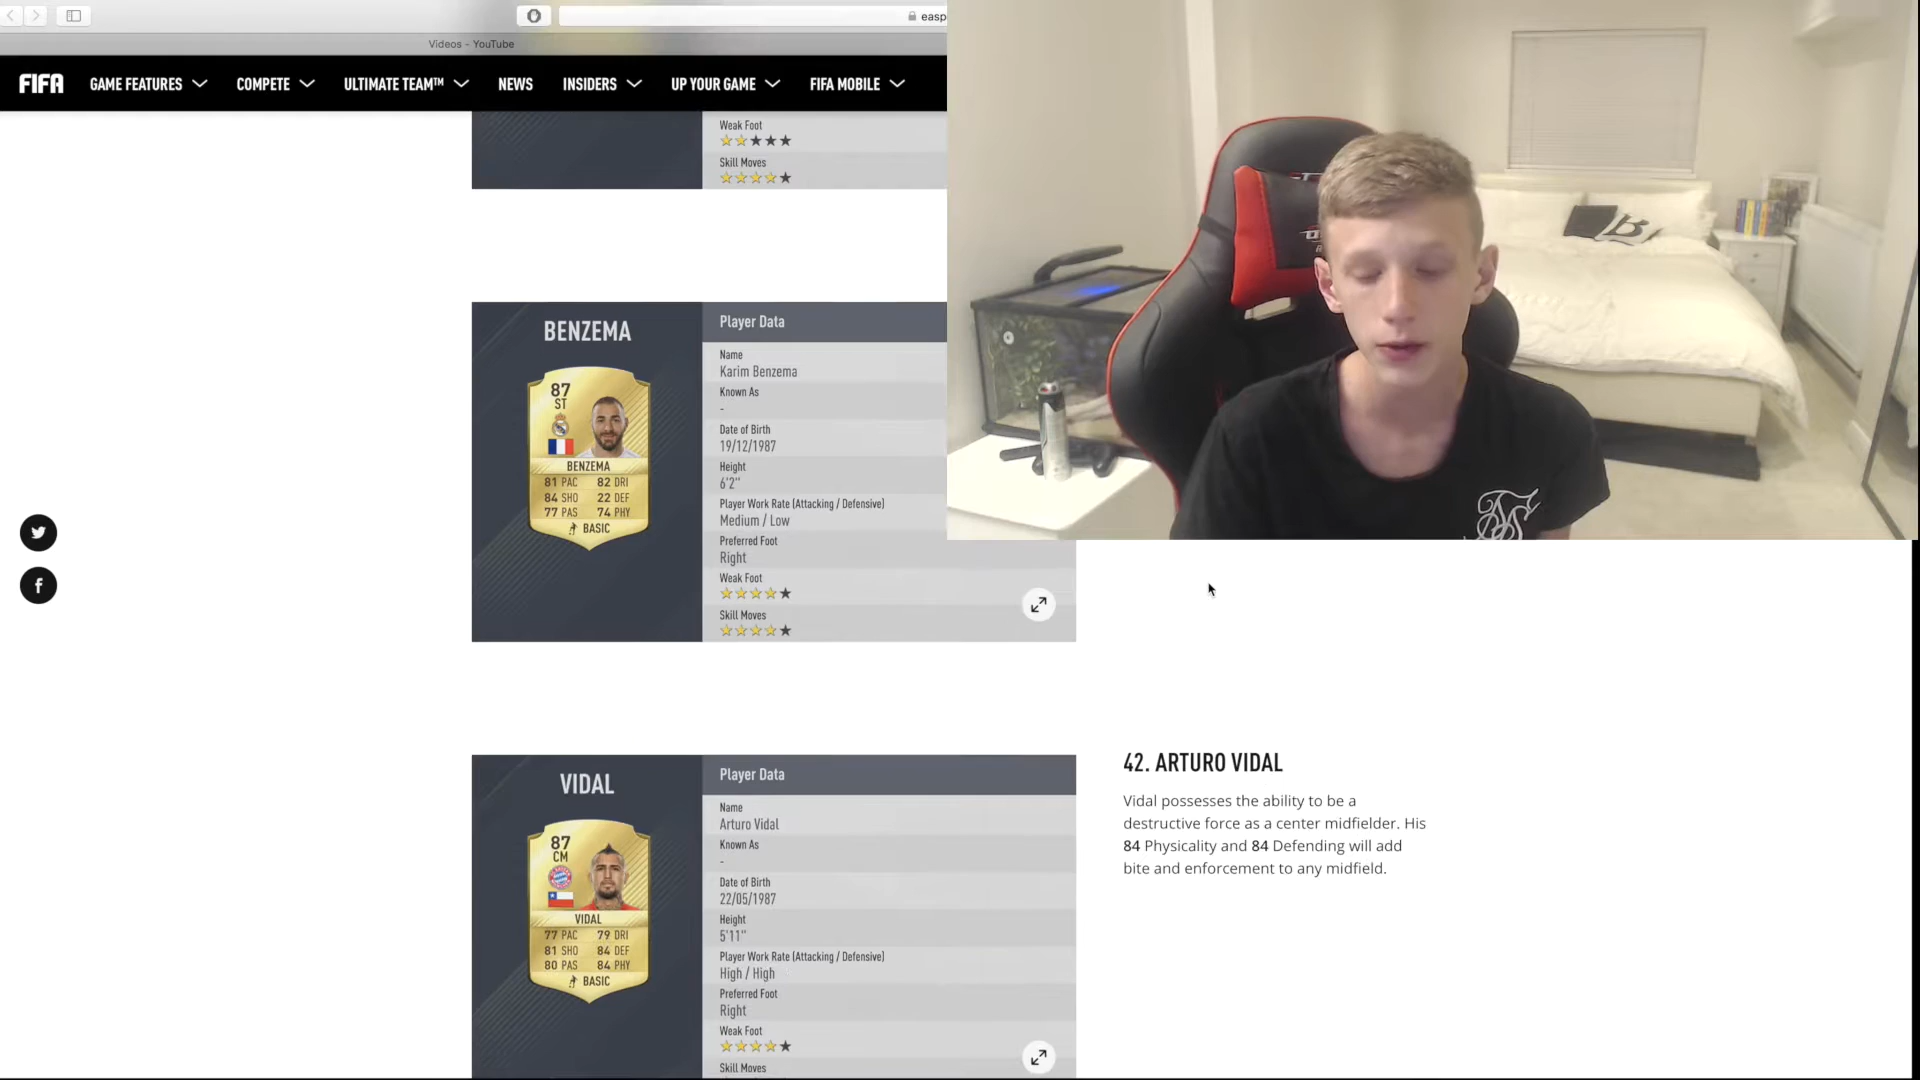 easp
Videos - YouTube
FIFA GAME FEATURES COMPETE ULTIMATE TEAM™ NEWS INSIDERS UP YOUR GAME FIFA MOBILE
Weak Foot
Skill Moves
BENZEMA
87
ST
BENZEMA
81 PAC 82 DRI
84 SHO 22 DEF
77 PAS 74 PHY
BASIC
Player Data
Name
Karim Benzema
Known As
-
Date of Birth
19/12/1987
Height
6'2"
Player Work Rate (Attacking / Defensive)
Medium / Low
Preferred Foot
Right
Weak Foot
Skill Moves
VIDAL
87
CM
VIDAL
77 PAC 79 DRI
81 SHO 84 DEF
80 PAS 84 PHY
BASIC
Player Data
Name
Arturo Vidal
Known As
-
Date of Birth
22/05/1987
Height
5'11"
Player Work Rate (Attacking / Defensive)
High / High
Preferred Foot
Right
Weak Foot
Skill Moves
42. ARTURO VIDAL
Vidal possesses the ability to be a
destructive force as a center midfielder. His
84 Physicality and 84 Defending will add
bite and enforcement to any midfield.